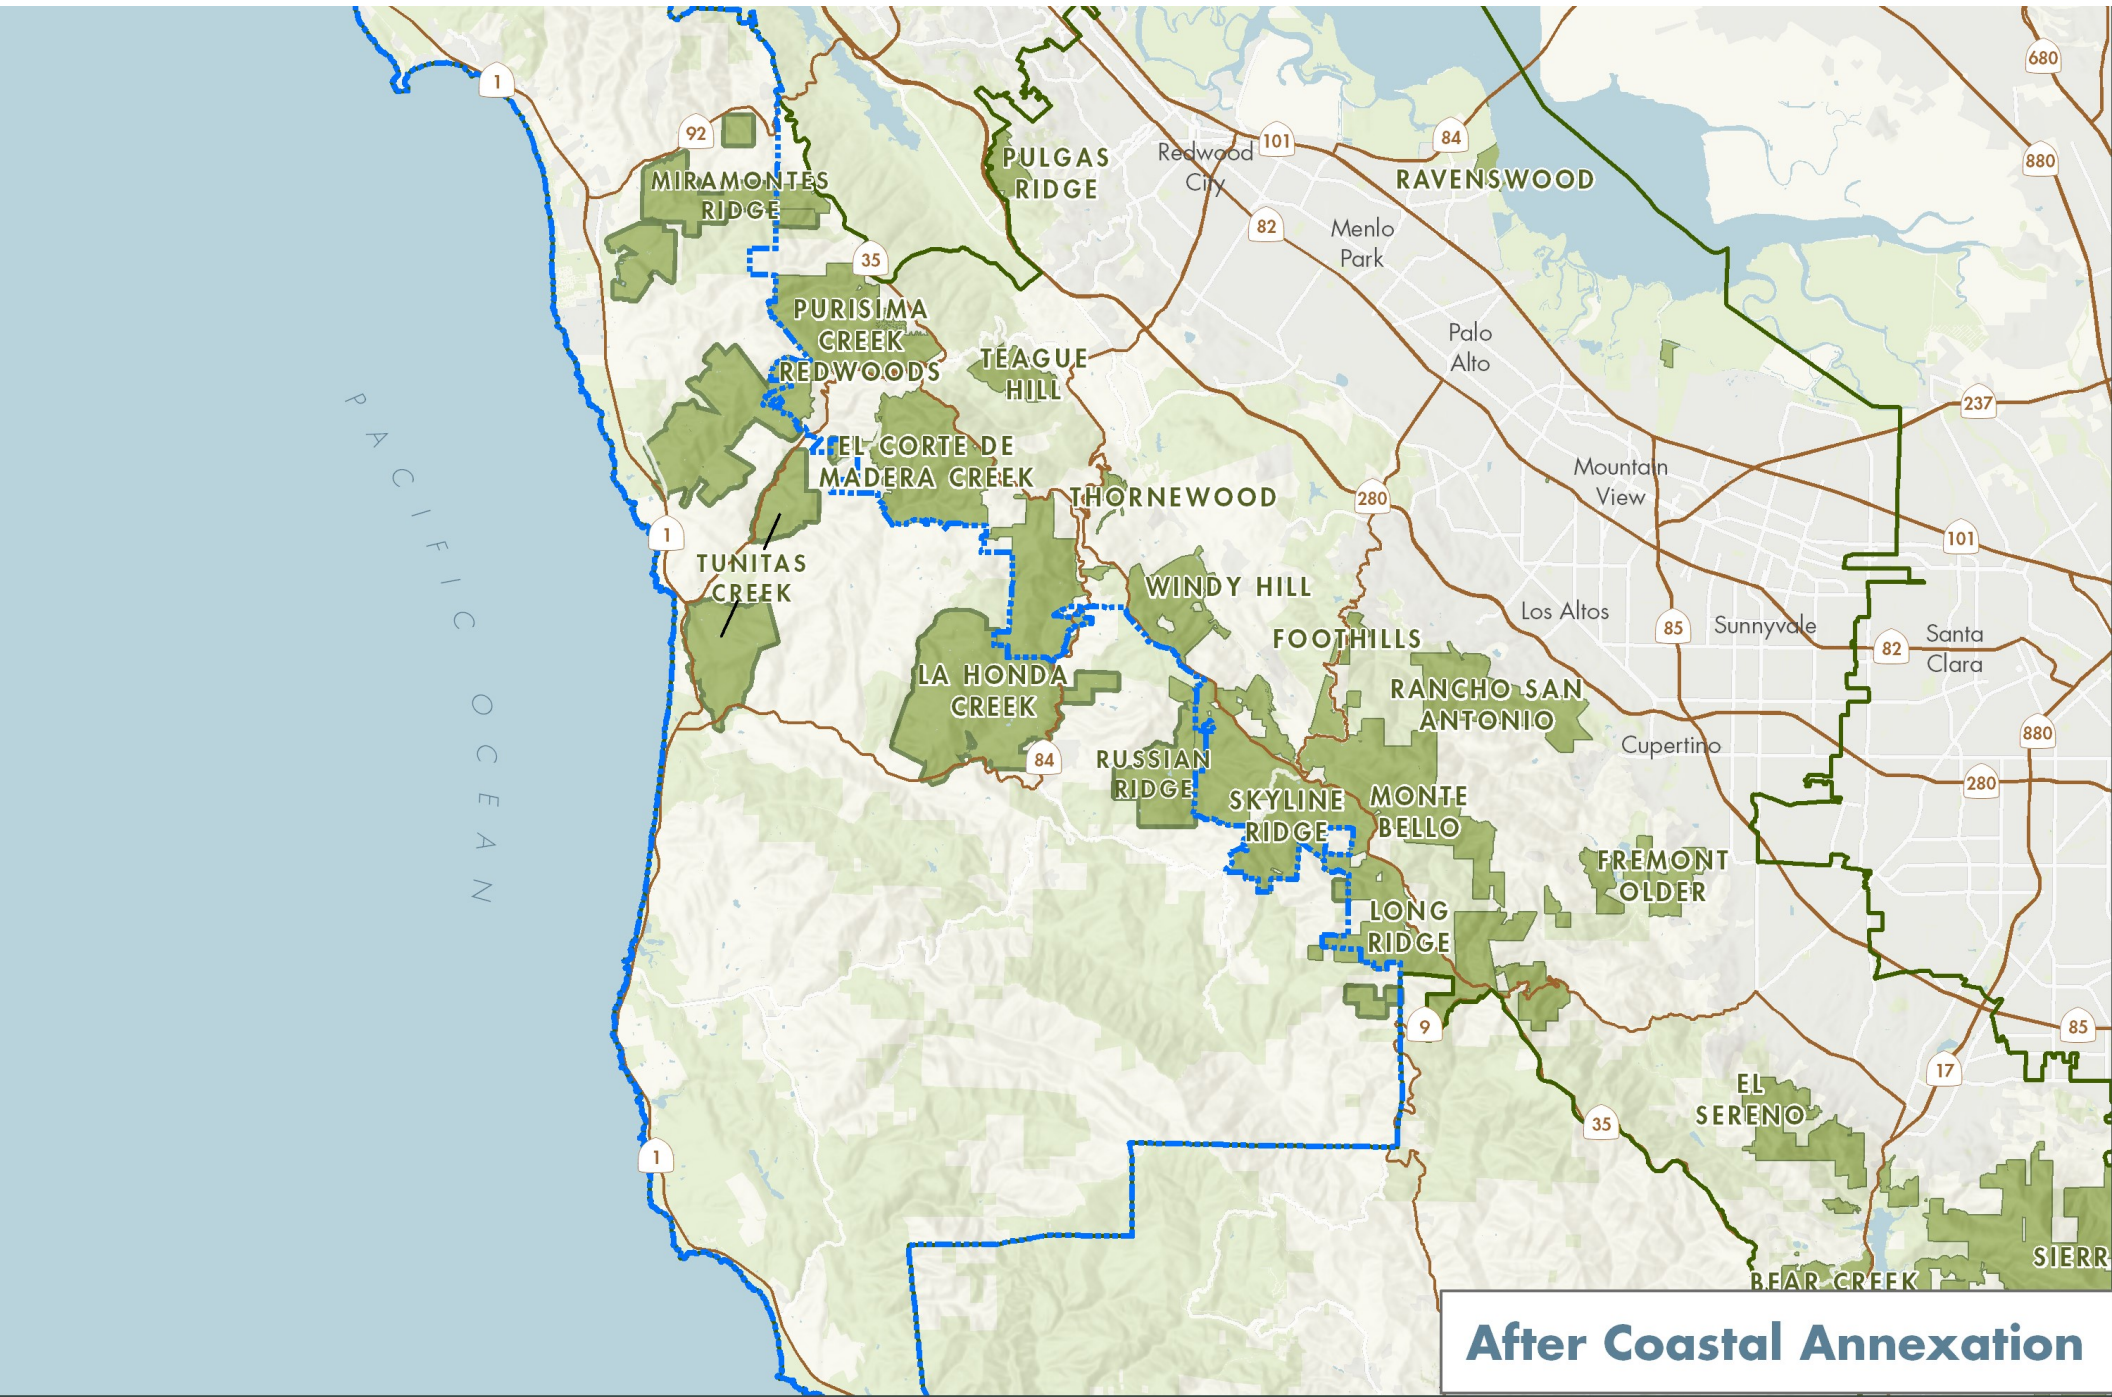 680
1
92
101
84
880
Redwood
City
PULGAS
RIDGE
RAVENSWOOD
MIRAMONTES
RIDGE
82
Menlo
Park
35
PURISIMA
CREEK
REDWOODS
TEAGUE
HILL
Palo
Alto
237
PACIFIC OCEAN
EL CORTE DE
MADERA CREEK
THORNEWOOD
280
Mountain
View
1
101
TUNITAS
CREEK
WINDY HILL
Los Altos
85
Sunnyvale
82
Santa
Clara
FOOTHILLS
LA HONDA
CREEK
RANCHO SAN
ANTONIO
Cupertino
880
84
RUSSIAN
RIDGE
280
SKYLINE
RIDGE
MONTE
BELLO
FREMONT
OLDER
LONG
RIDGE
9
85
17
EL
SERENO
35
1
SIERR
BEAR CREEK
After Coastal Annexation